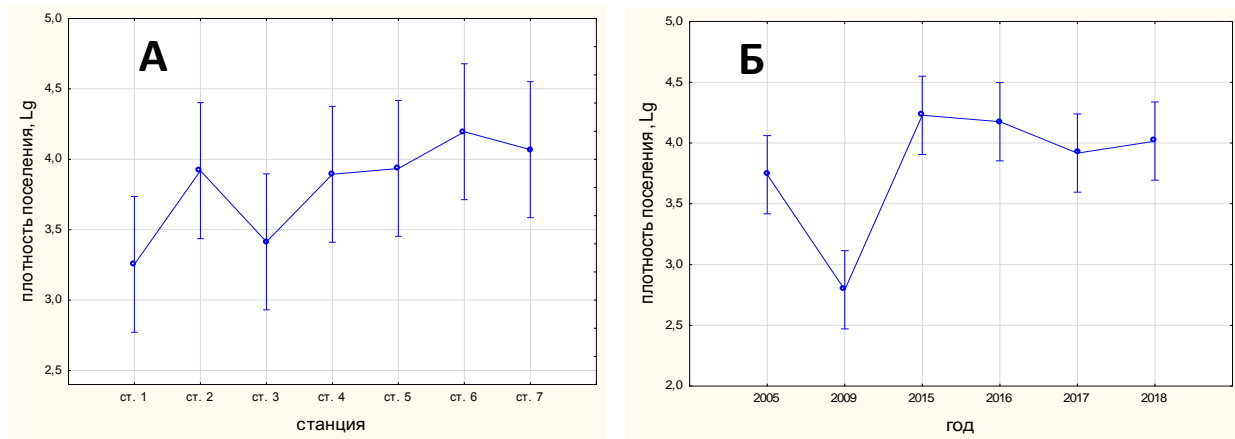 А
плотность поселения, Lg
5,0
4,5
4,0
3,5
3,0
2,5
ст. 1 ст. 2 ст. 3 ст. 4 ст. 5 ст. 6 ст. 7
станция
Б
плотность поселения , Lg
5,0
4,5
4,0
3,5
3,0
2,5
2,0
2005 2009 2015 2016 2017 2018
год